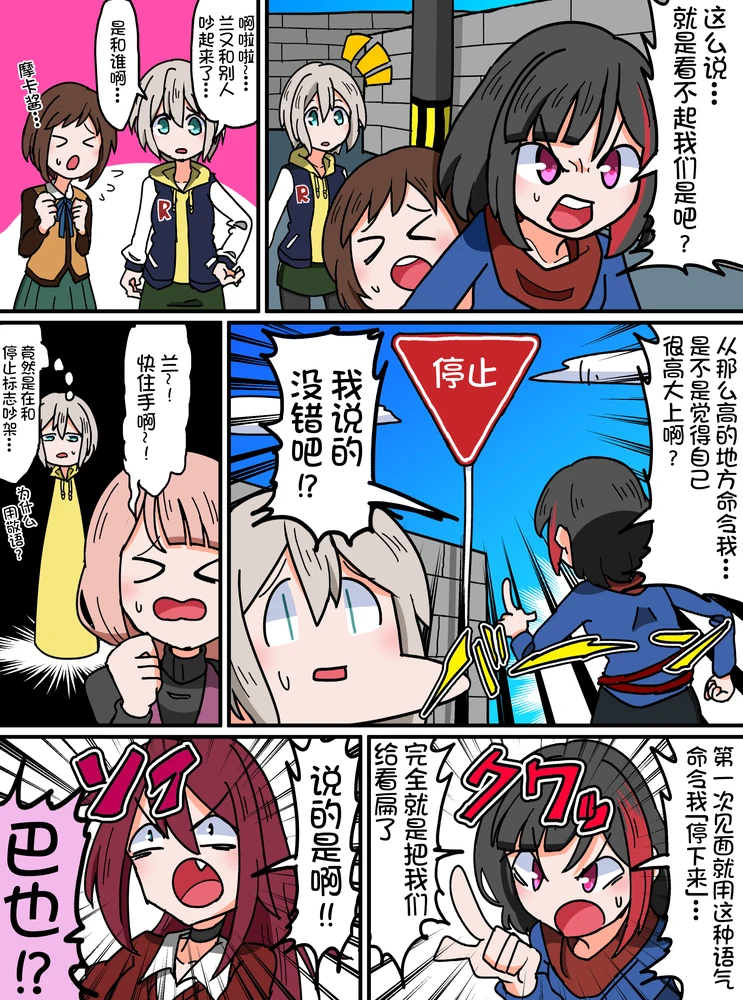 这么说…
就是看不起我们是吧？
啊啦啦~…
兰又和别人
吵起来了…
是和谁啊…
摩卡酱…
R
R
从那么高的地方命令我…
是不是觉得自己
很高大上啊？
停止
我说的
没错吧!?
兰~！
快住手啊~！
竟然是在和
停止标志吵架…
为什么
用敬语？
第一次见面就用这种语气
命令我「停下来」…
完全就是把我们
给看扁了
クワッ
说的是啊!!
ソイ
巴也!?